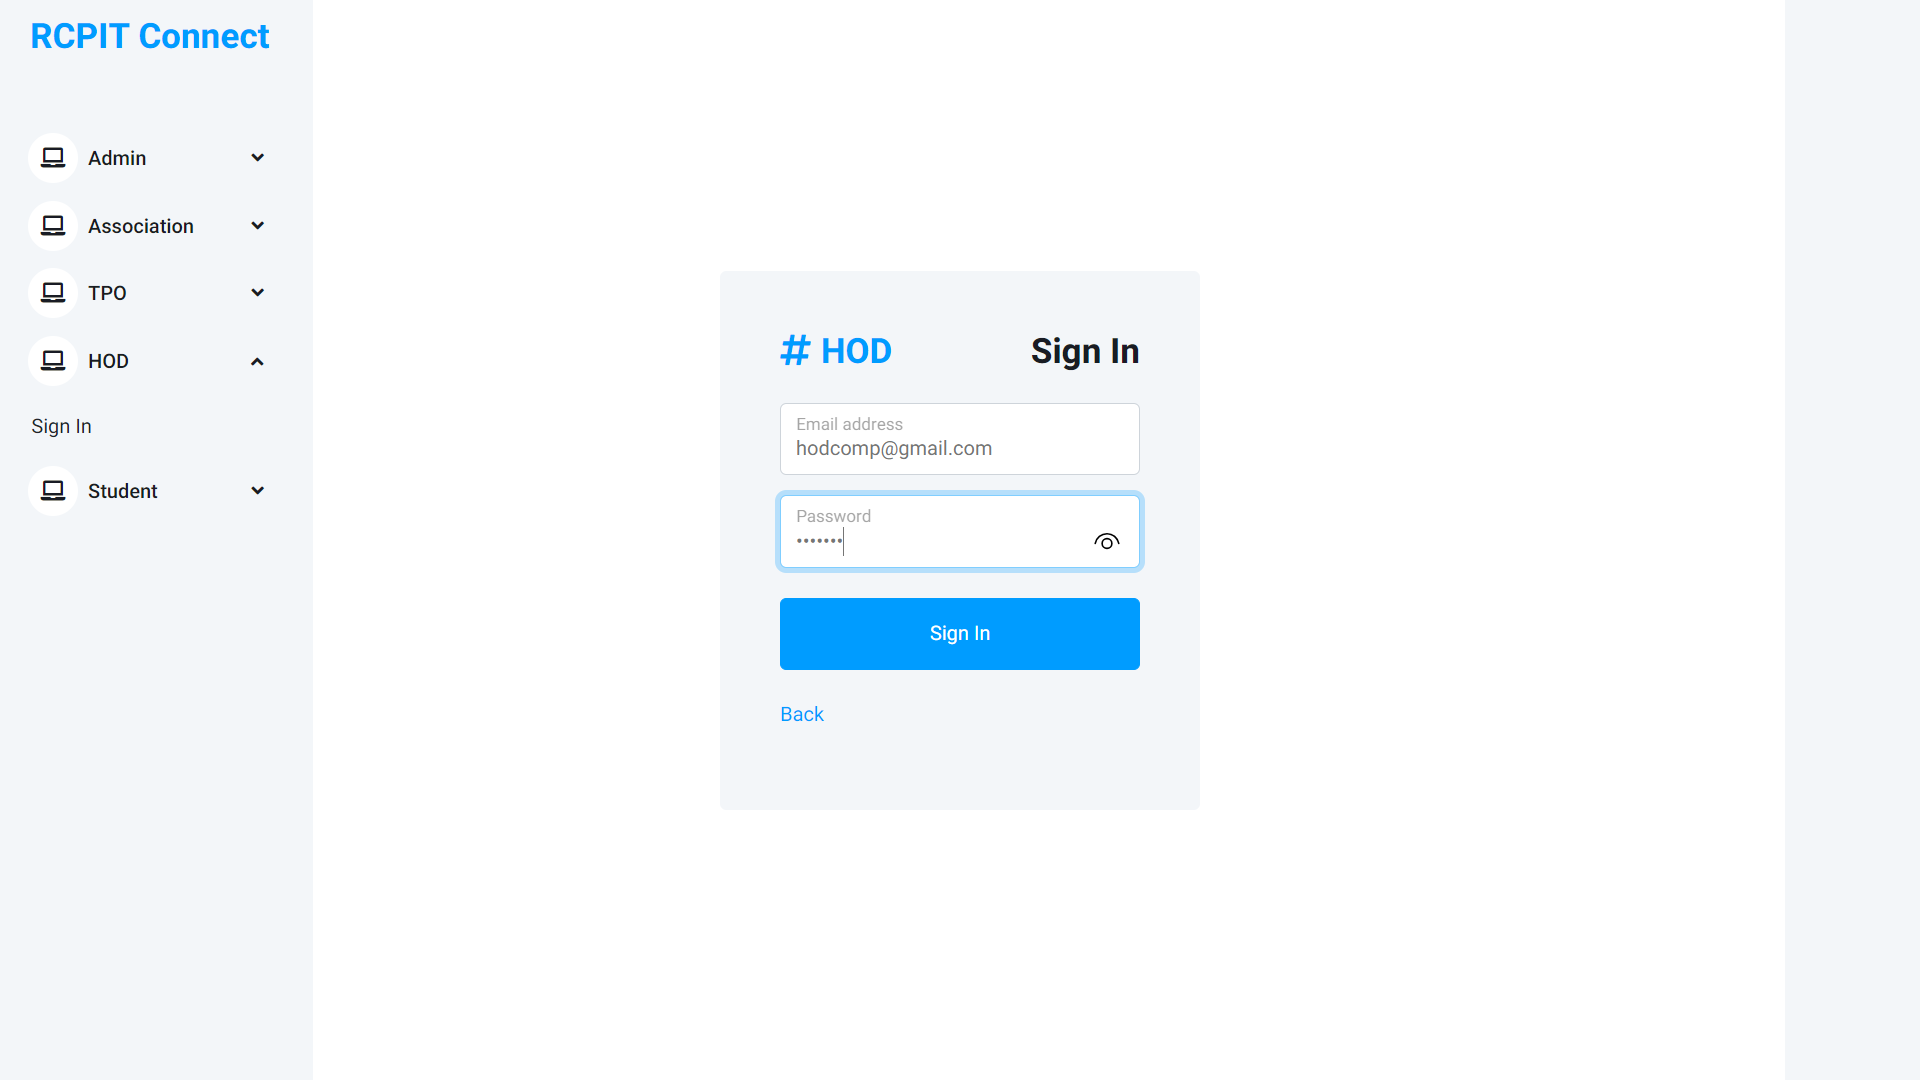 RCPIT Connect
Admin
Association
TPO
HOD
Sign In
Student
# HOD
Sign In
Email address
hodcomp@gmail.com
Password
•••••••
Sign In
Back